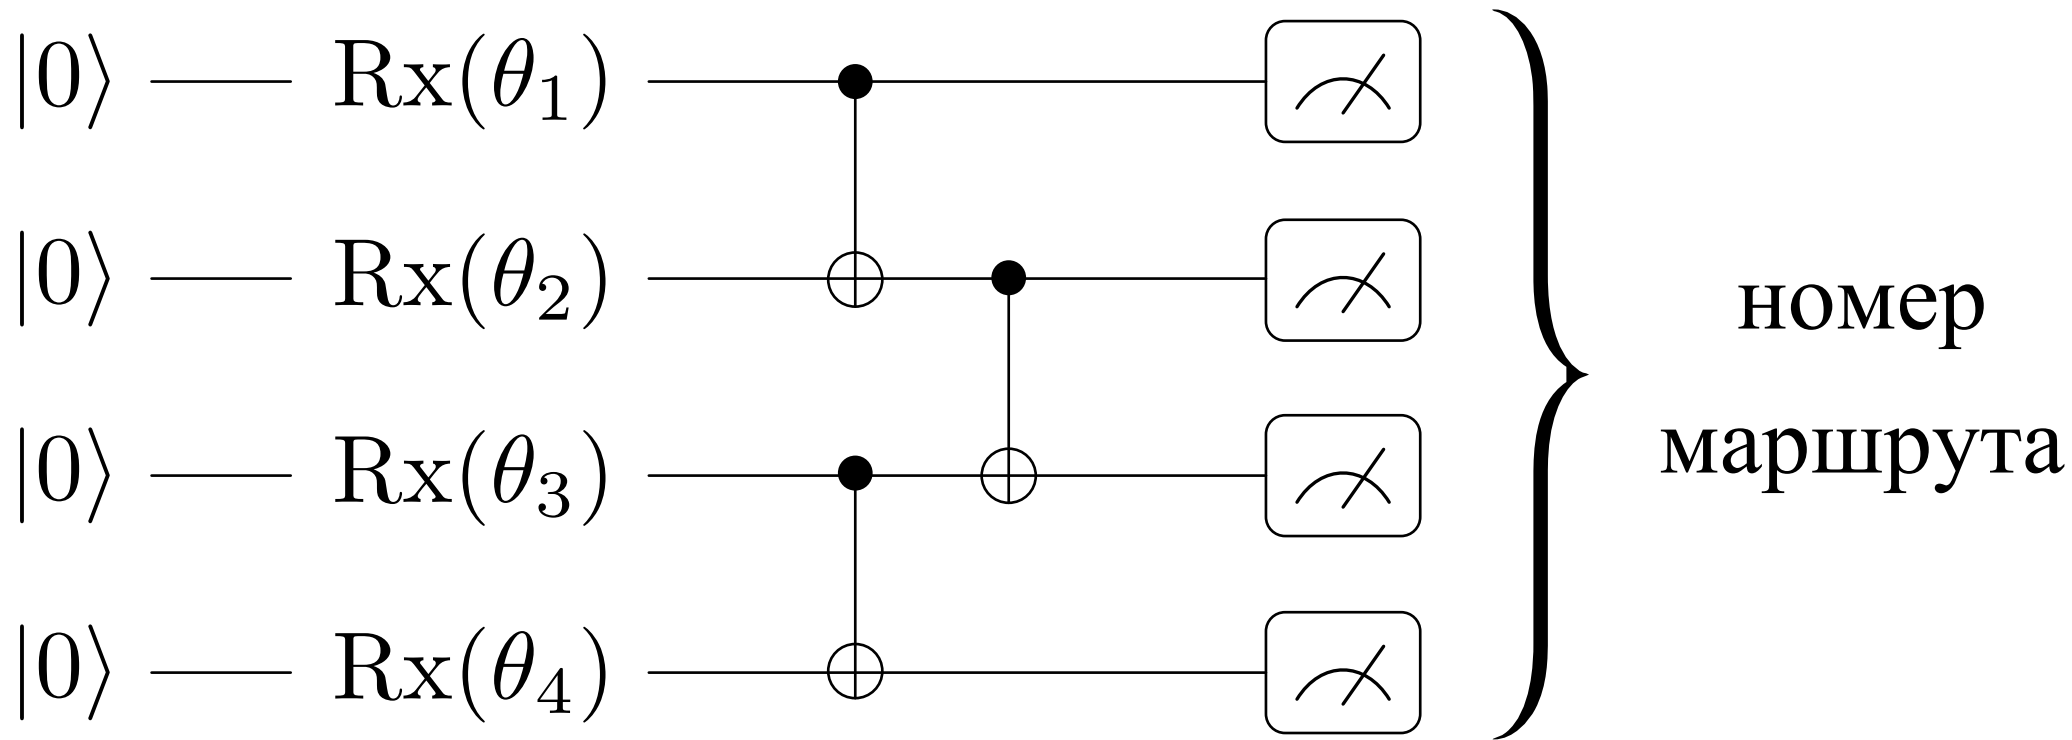 |0⟩ Rx(θ₁)
|0⟩ Rx(θ₂)
|0⟩ Rx(θ₃)
|0⟩ Rx(θ₄)
номер
маршрута